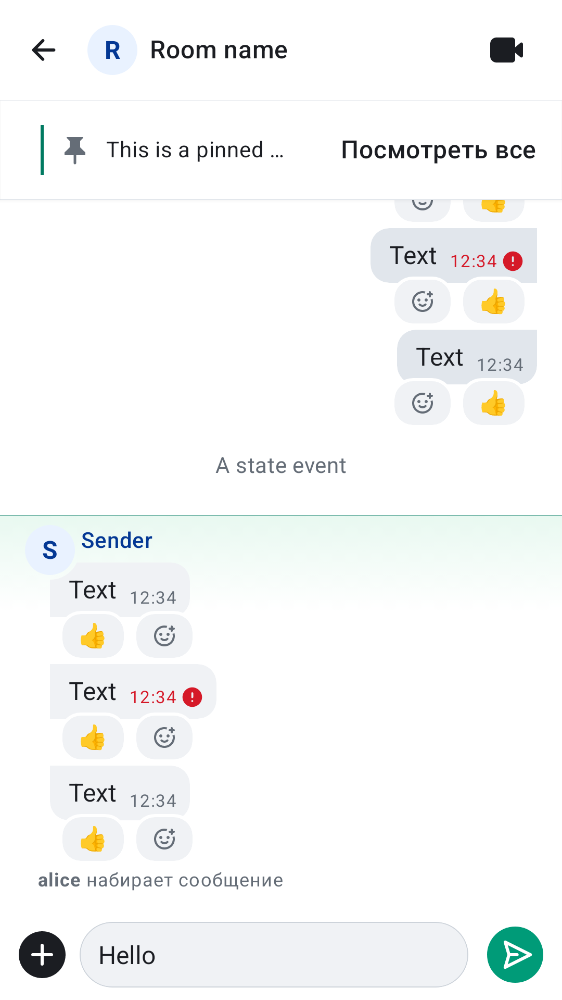 R Room name
This is a pinned … Посмотреть все
Text 12:34
Text 12:34
A state event
S Sender
Text 12:34
Text 12:34
Text 12:34
alice набирает сообщение
Hello